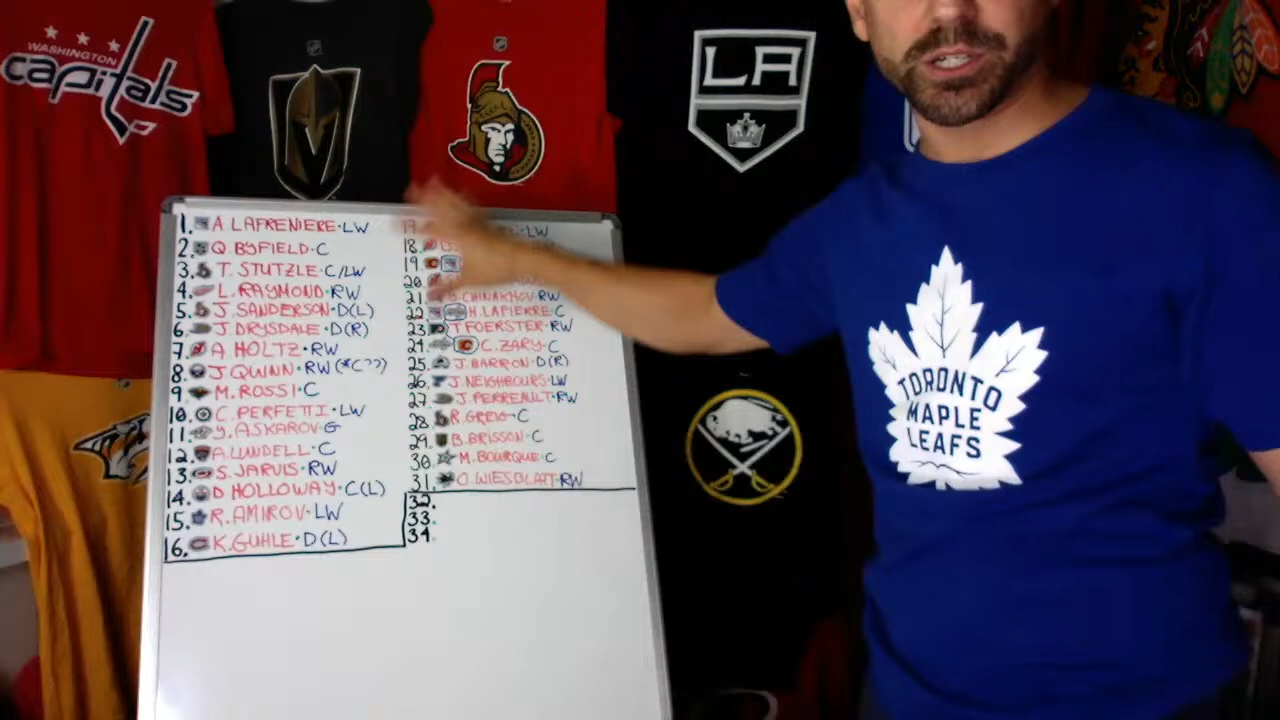 WASHINGTON
capitals
LA
1. A LAFRENIERE·LW
2. Q. BYFIELD·C
3. T. STUTZLE·C/LW
4. L. RAYMOND·RW
5. J. SANDERSON·D(L)
6. J. DRYSDALE·D(R)
7. A HOLTZ·RW
8. J QWNN·RW(*C??)
9. M. ROSSI·C
10. C. PERFETTI·LW
11. Y. ASKAROV·G
12. A. LUNDELL·C
13. S. JARVIS·RW
14. D HOLLOWAY·C(L)
15. R. AMIROV·LW
16. K. GUHLE·D(L)
17. LW
18.
19.
20.
21. CHINAKHOV·RW
22. H. LAPIERRE·C
23. T FOERSTER·RW
24. C. ZARY·C
25. J. BARRON·D(R)
26. J. NEIGHBOURS·LW
27. J. PERREAULT·RW
28. R. GREIG·C
29. B. BRISSON·C
30. M. BOURQUE·C
31. O. WIESBLATT·RW
32.
33.
34.
TORONTO
MAPLE
LEAFS